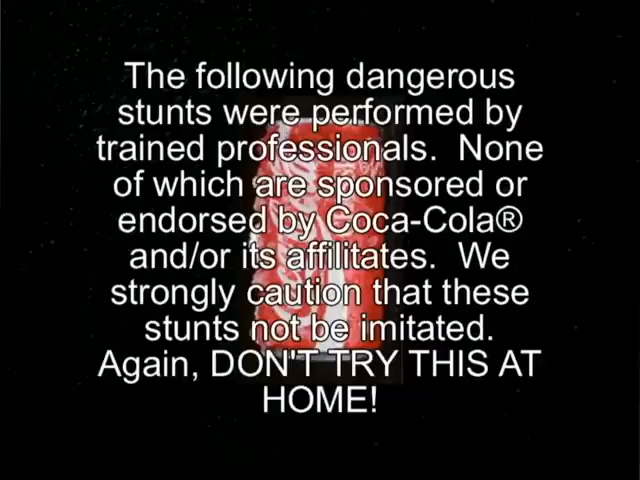 The following dangerous
stunts were performed by
trained professionals.  None
of which are sponsored or
endorsed by Coca-Cola®
and/or its affilitates.  We
strongly caution that these
stunts not be imitated.
Again, DON'T TRY THIS AT
HOME!